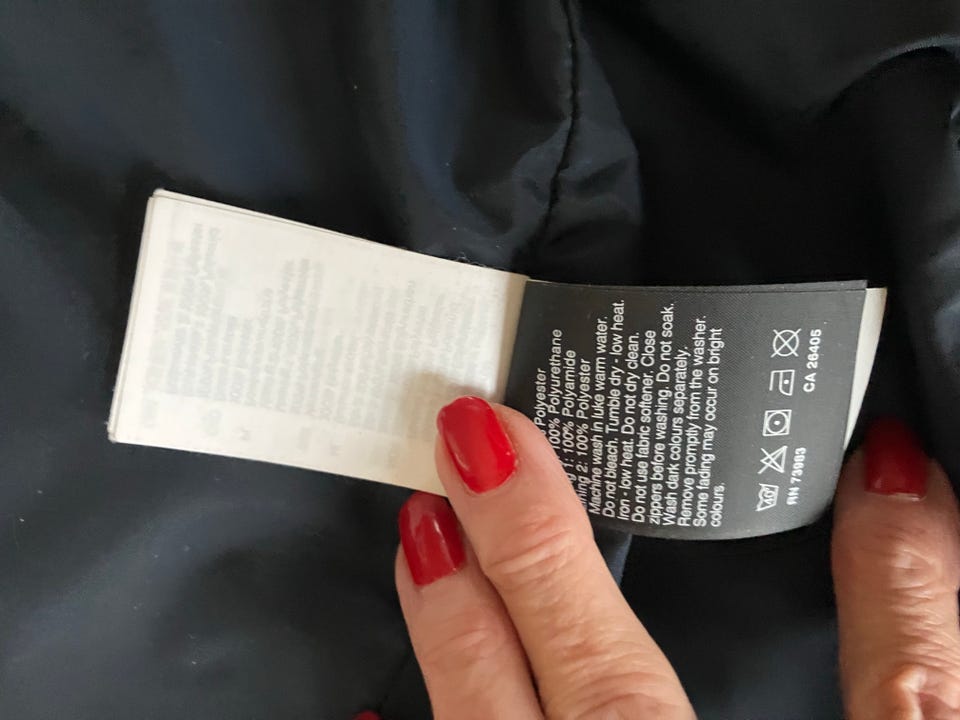 Polyester
100% Polyurethane
1: 100% Polyamide
2: 100% Polyester
Machine wash in luke warm water.
Do not bleach. Tumble dry - low heat.
Iron - low heat. Do not dry clean.
Do not use fabric softener. Close
zippers before washing. Do not soak.
Wash dark colours separately.
Remove promptly from the washer.
Some fading may occur on bright
colours.
40
RN 73983 CA 26405